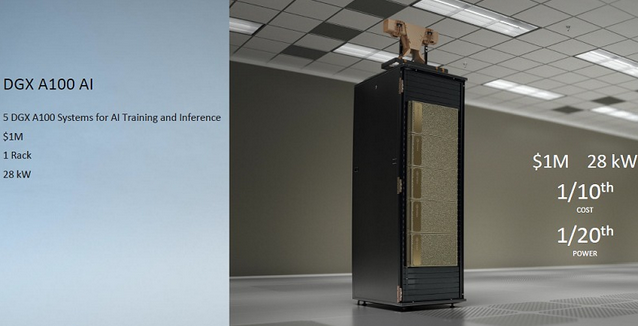 DGX A100 AI
5 DGX A100 Systems for AI Training and Inference
$1M
1 Rack
28 kW
$1M 28 kW
1/10th
COST
1/20th
POWER